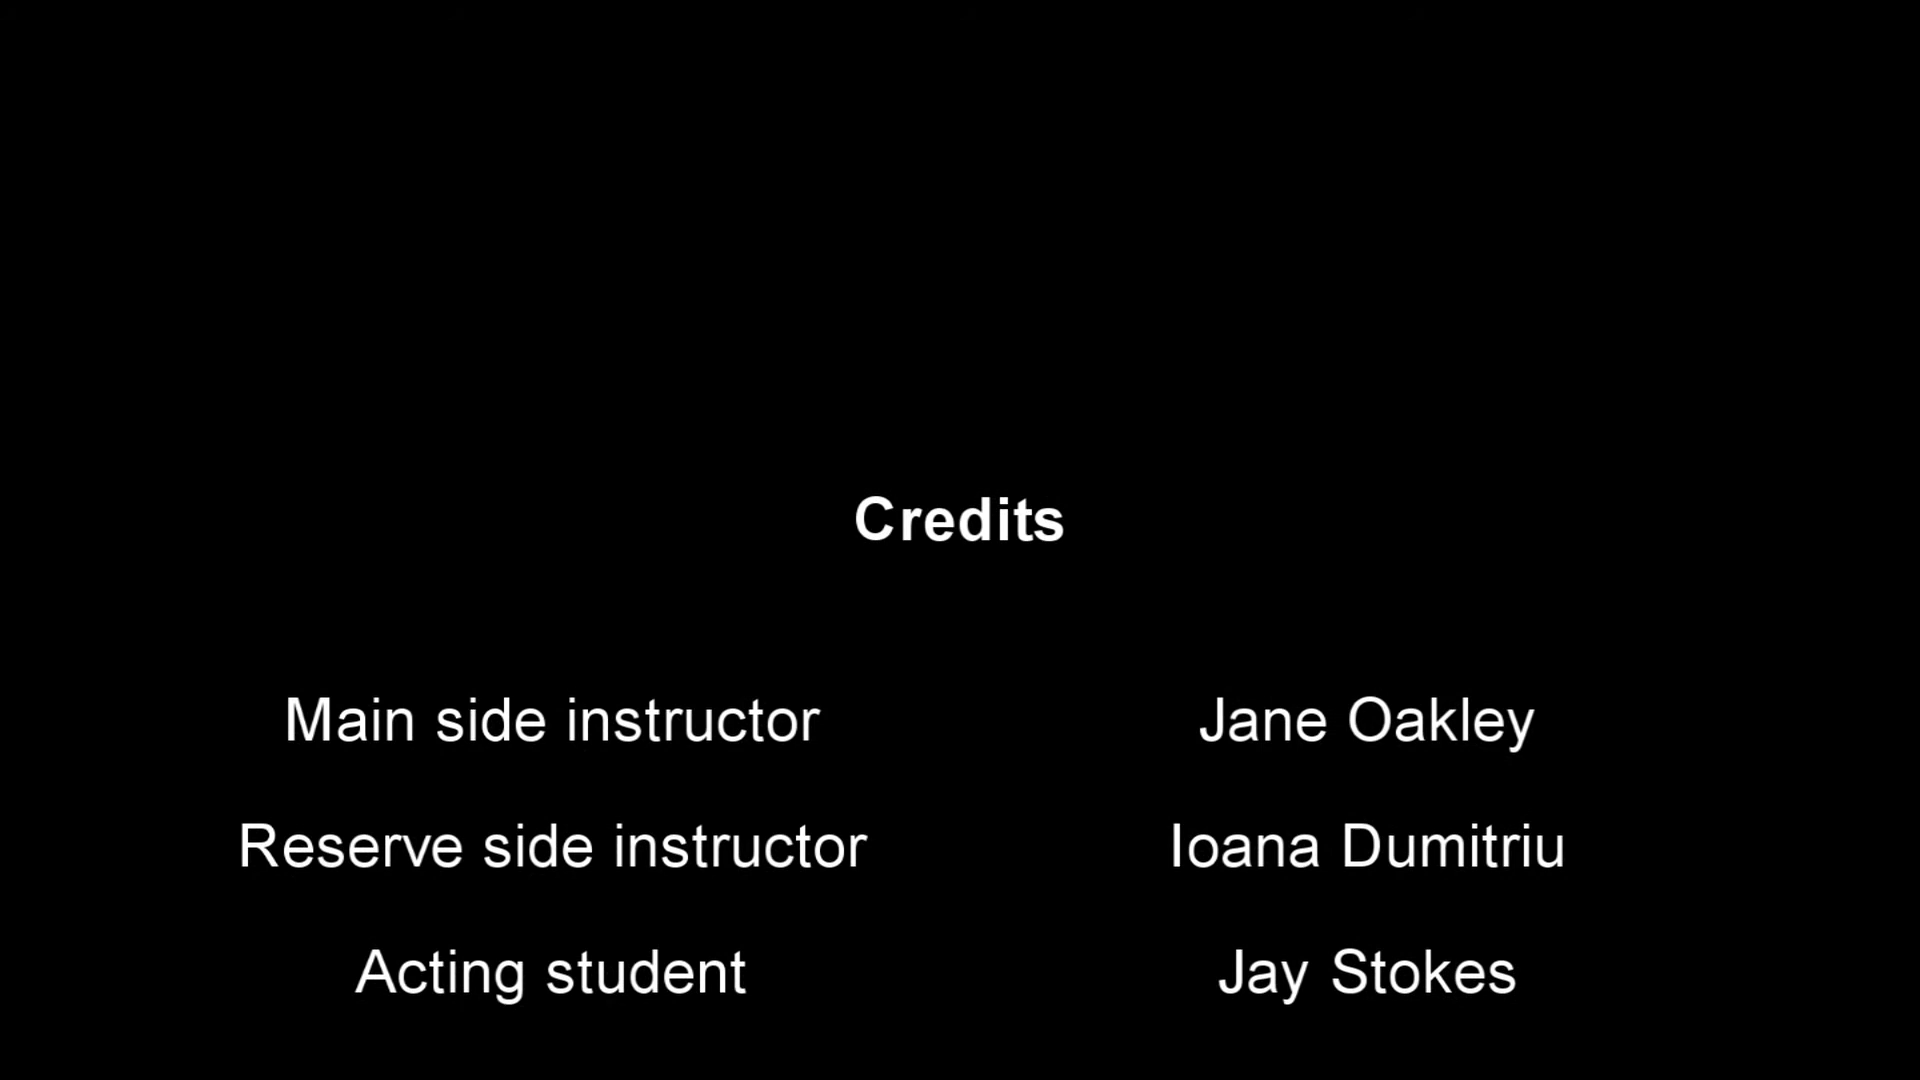 Credits
Main side instructor Jane Oakley
Reserve side instructor Ioana Dumitriu
Acting student Jay Stokes